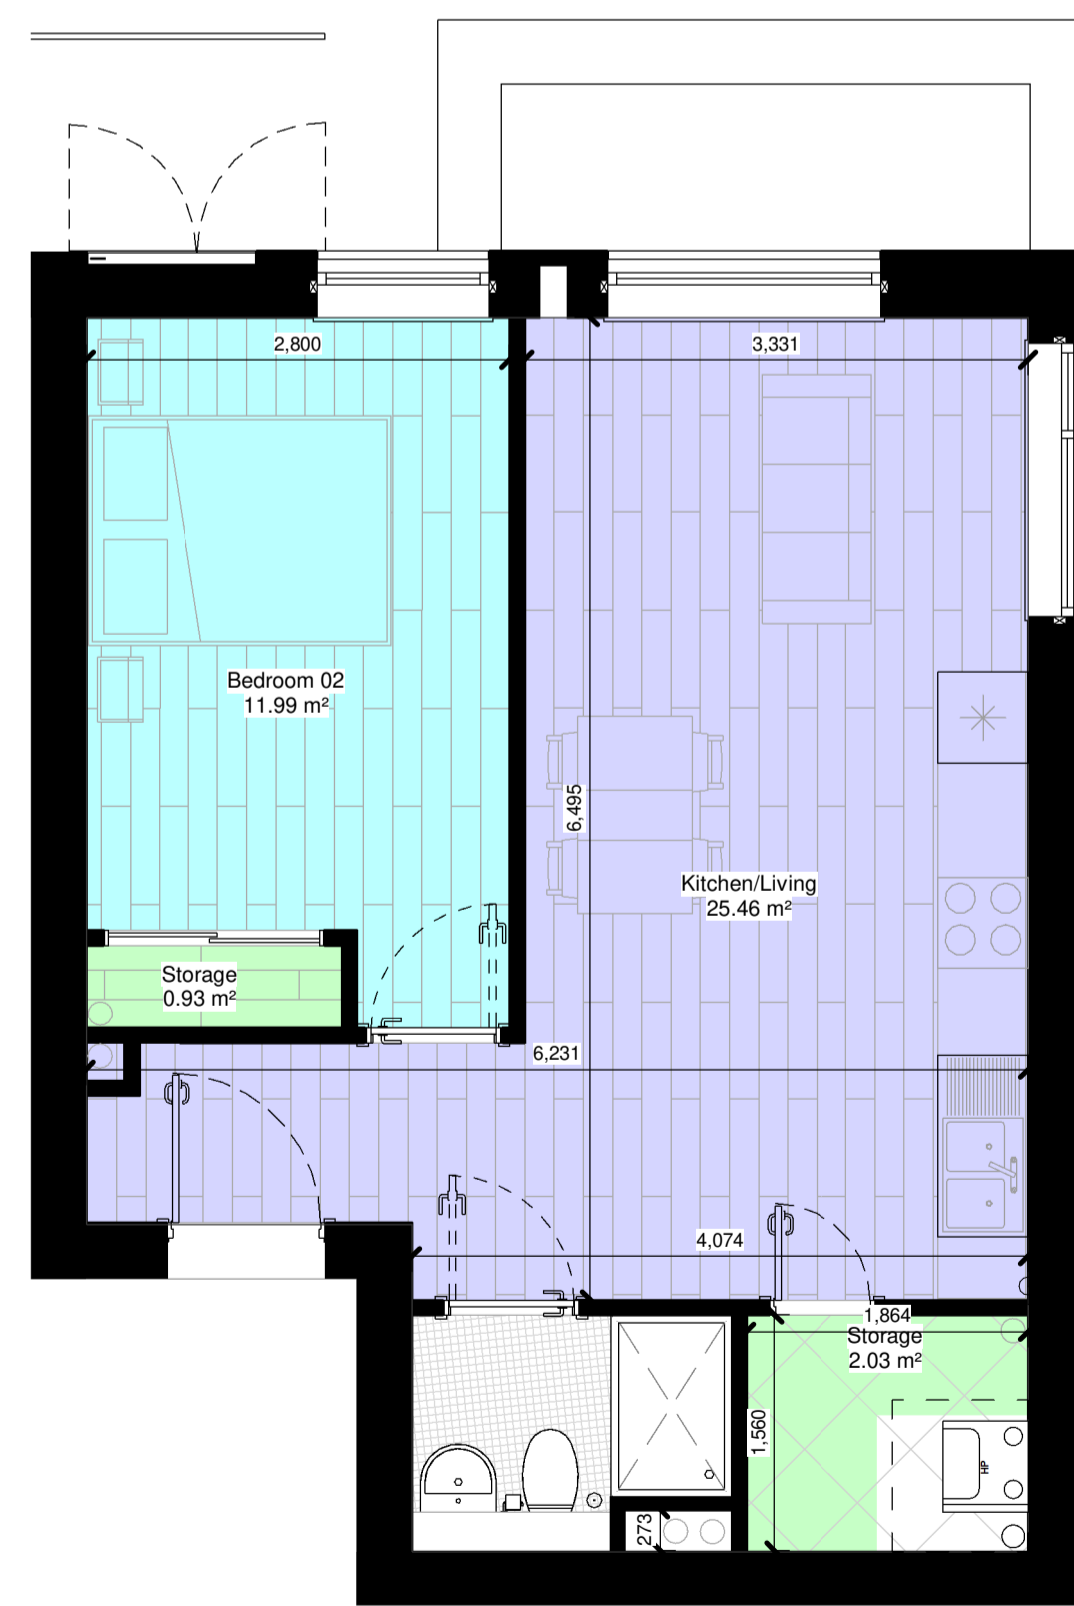 2,800
3,331
Bedroom 02
11.99 m²
6,495
Kitchen/Living
25.46 m²
Storage
0.93 m²
6,231
4,074
1,864
Storage
2.03 m²
1,560
HP
273